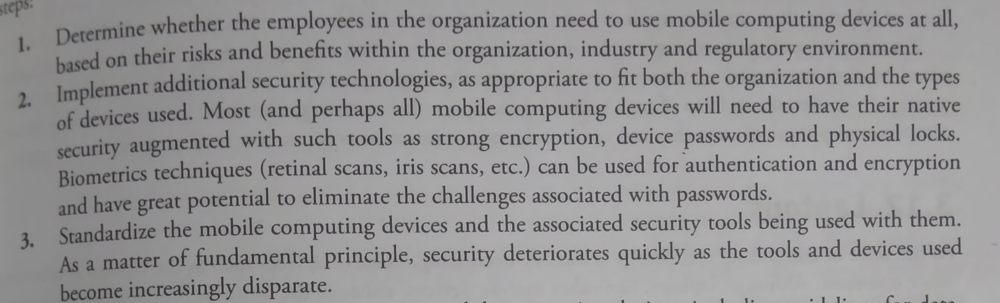 steps:
1. Determine whether the employees in the organization need to use mobile computing devices at all,
based on their risks and benefits within the organization, industry and regulatory environment.
2. Implement additional security technologies, as appropriate to fit both the organization and the types
of devices used. Most (and perhaps all) mobile computing devices will need to have their native
security augmented with such tools as strong encryption, device passwords and physical locks.
Biometrics techniques (retinal scans, iris scans, etc.) can be used for authentication and encryption
and have great potential to eliminate the challenges associated with passwords.
3. Standardize the mobile computing devices and the associated security tools being used with them.
As a matter of fundamental principle, security deteriorates quickly as the tools and devices used
become increasingly disparate.